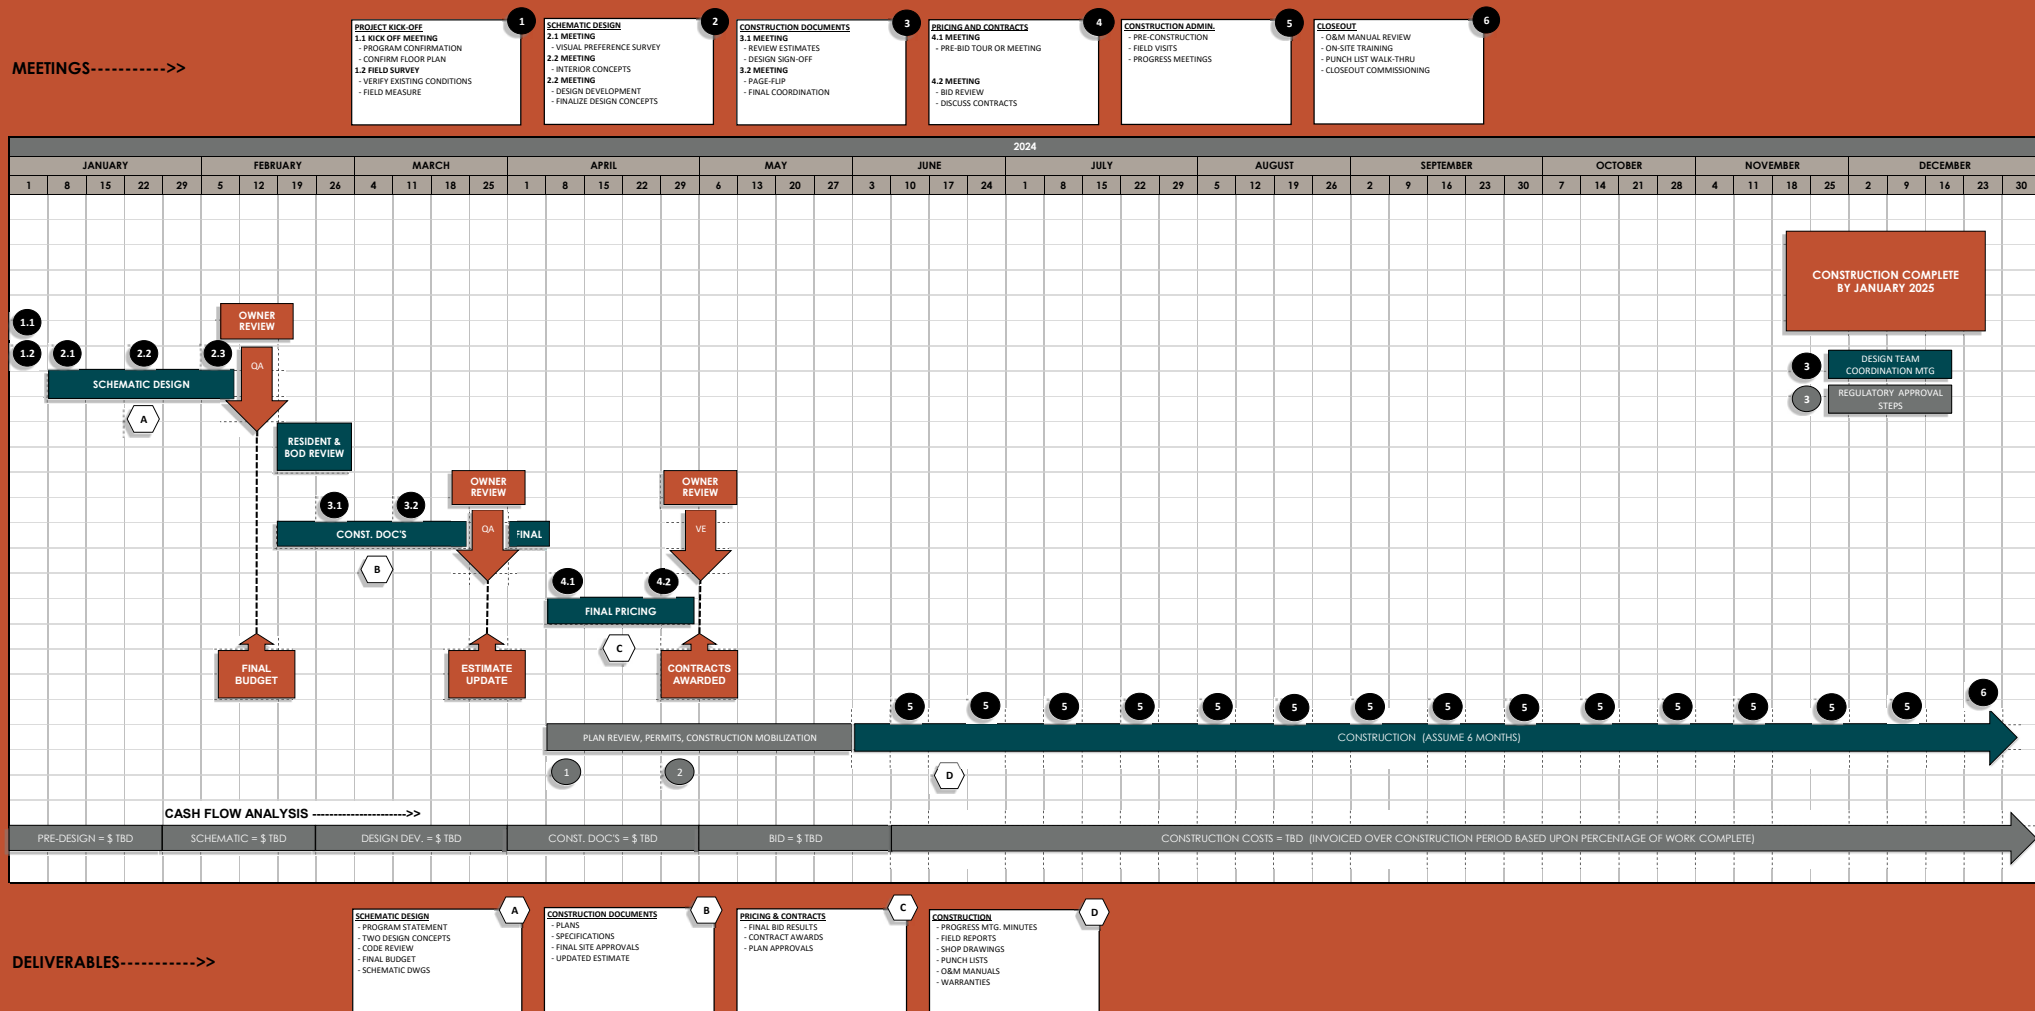 1
PROJECT KICK-OFF
1.1 KICK OFF MEETING
- PROGRAM CONFIRMATION
- CONFIRM FLOOR PLAN
1.2 FIELD SURVEY
- VERIFY EXISTING CONDITIONS
- FIELD MEASURE
2
SCHEMATIC DESIGN
2.1 MEETING
- VISUAL PREFERENCE SURVEY
2.2 MEETING
- INTERIOR CONCEPTS
2.2 MEETING
- DESIGN DEVELOPMENT
- FINALIZE DESIGN CONCEPTS
3
CONSTRUCTION DOCUMENTS
3.1 MEETING
- REVIEW ESTIMATES
- DESIGN SIGN-OFF
3.2 MEETING
- PAGE-FLIP
- FINAL COORDINATION
4
PRICING AND CONTRACTS
4.1 MEETING
- PRE-BID TOUR OR MEETING
4.2 MEETING
- BID REVIEW
- DISCUSS CONTRACTS
5
CONSTRUCTION ADMIN.
- PRE-CONSTRUCTION
- FIELD VISITS
- PROGRESS MEETINGS
6
CLOSEOUT
- O&M MANUAL REVIEW
- ON-SITE TRAINING
- PUNCH LIST WALK-THRU
- CLOSEOUT COMMISSIONING
MEETINGS----------->>
2024
JANUARY FEBRUARY MARCH APRIL MAY JUNE JULY AUGUST SEPTEMBER OCTOBER NOVEMBER DECEMBER
1 8 15 22 29 5 12 19 26 4 11 18 25 1 8 15 22 29 6 13 20 27 3 10 17 24 1 8 15 22 29 5 12 19 26 2 9 16 23 30 7 14 21 28 4 11 18 25 2 9 16 23 30
CONSTRUCTION COMPLETE
BY JANUARY 2025
3
DESIGN TEAM
COORDINATION MTG
3
REGULATORY APPROVAL
STEPS
OWNER
REVIEW
1.1
1.2 2.1 2.2 2.3
QA
SCHEMATIC DESIGN
A
RESIDENT &
BOD REVIEW
OWNER
REVIEW
OWNER
REVIEW
3.1 3.2
QA
VE
CONST. DOC'S
FINAL
B
4.1 4.2
FINAL PRICING
C
FINAL
BUDGET
ESTIMATE
UPDATE
CONTRACTS
AWARDED
5 5 5 5 5 5 5 5 5 5 5 5 5 5 6
PLAN REVIEW, PERMITS, CONSTRUCTION MOBILIZATION
CONSTRUCTION (ASSUME 6 MONTHS)
1 2
D
CASH FLOW ANALYSIS --------------------->>
PRE-DESIGN = $ TBD
SCHEMATIC = $ TBD
DESIGN DEV. = $ TBD
CONST. DOC'S = $ TBD
BID = $ TBD
CONSTRUCTION COSTS = TBD (INVOICED OVER CONSTRUCTION PERIOD BASED UPON PERCENTAGE OF WORK COMPLETE)
DELIVERABLES----------->>
A
SCHEMATIC DESIGN
- PROGRAM STATEMENT
- TWO DESIGN CONCEPTS
- CODE REVIEW
- FINAL BUDGET
- SCHEMATIC DWGS
B
CONSTRUCTION DOCUMENTS
- PLANS
- SPECIFICATIONS
- FINAL SITE APPROVALS
- UPDATED ESTIMATE
C
PRICING & CONTRACTS
- FINAL BID RESULTS
- CONTRACT AWARDS
- PLAN APPROVALS
D
CONSTRUCTION
- PROGRESS MTG. MINUTES
- FIELD REPORTS
- SHOP DRAWINGS
- PUNCH LISTS
- O&M MANUALS
- WARRANTIES